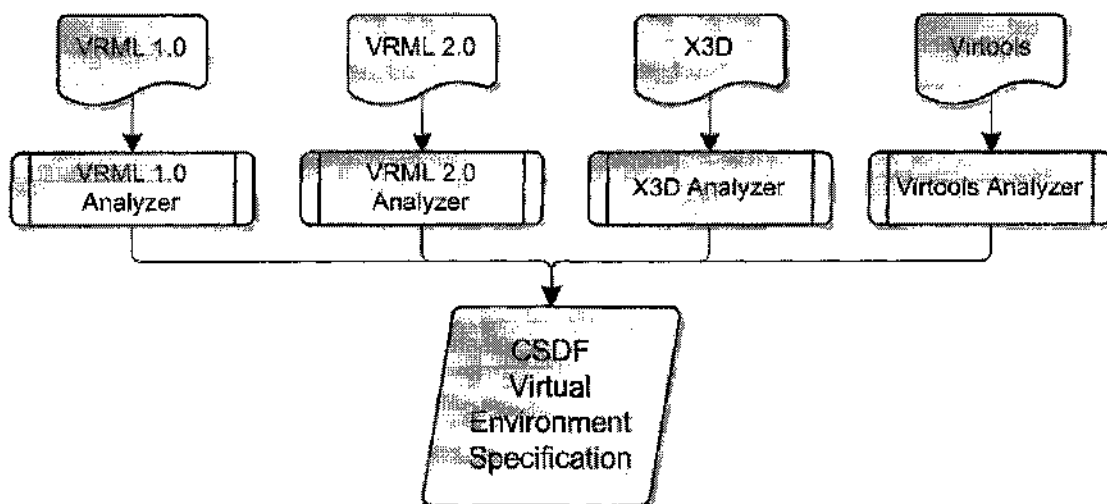 VRML 1.0
VRML 2.0
X3D
Virtools
VRML 1.0
Analyzer
VRML 2.0
Analyzer
X3D Analyzer
Virtools Analyzer
CSDF
Virtual
Environment
Specification